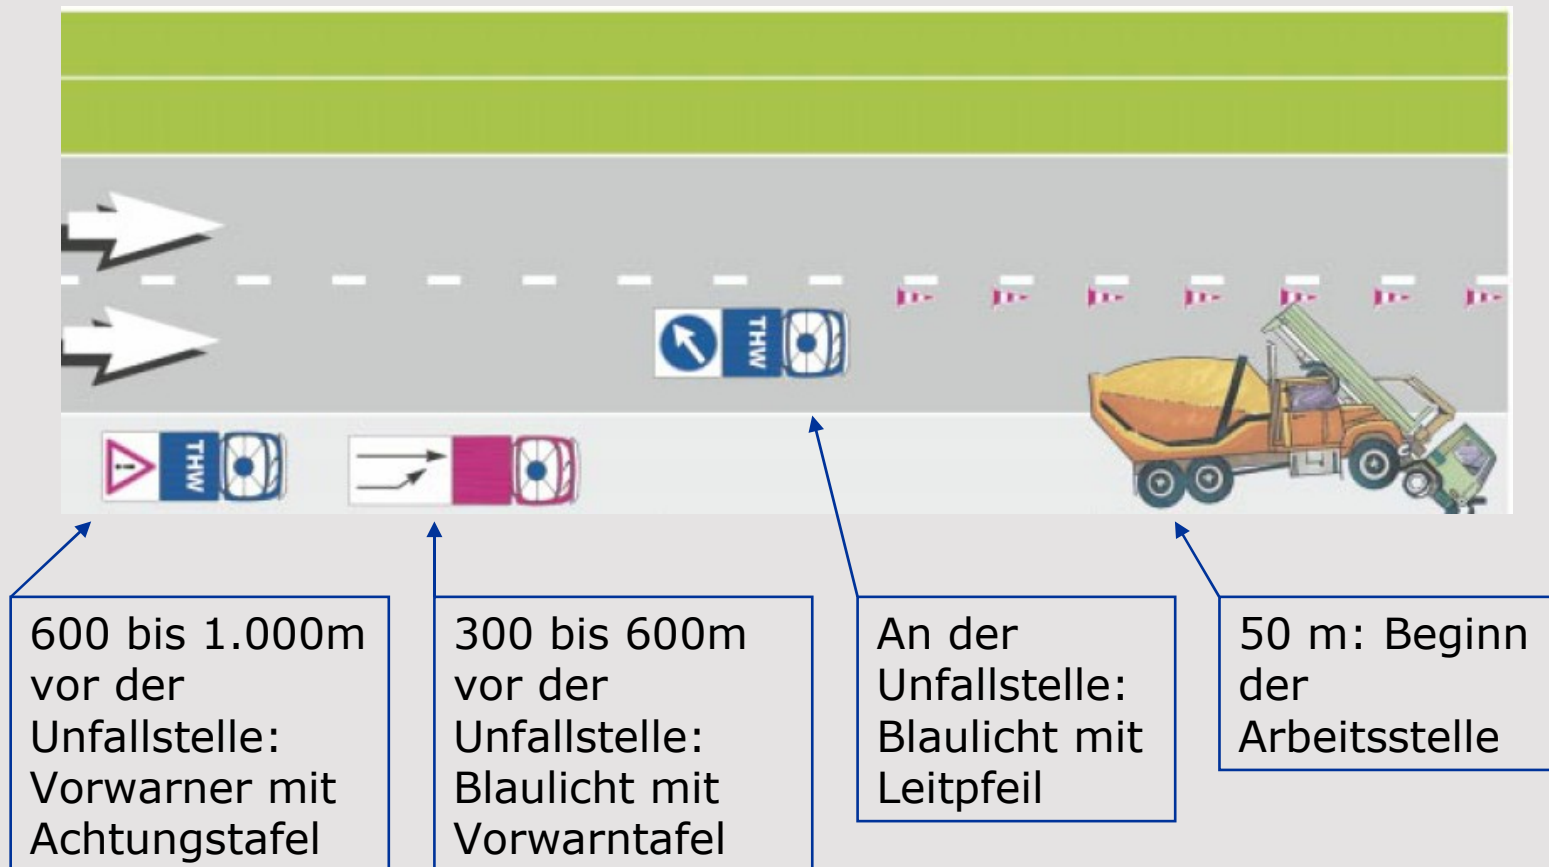 THW
THW
600 bis 1.000m
vor der
Unfallstelle:
Vorwarner mit
Achtungstafel
300 bis 600m
vor der
Unfallstelle:
Blaulicht mit
Vorwarntafel
An der
Unfallstelle:
Blaulicht mit
Leitpfeil
50 m: Beginn
der
Arbeitsstelle